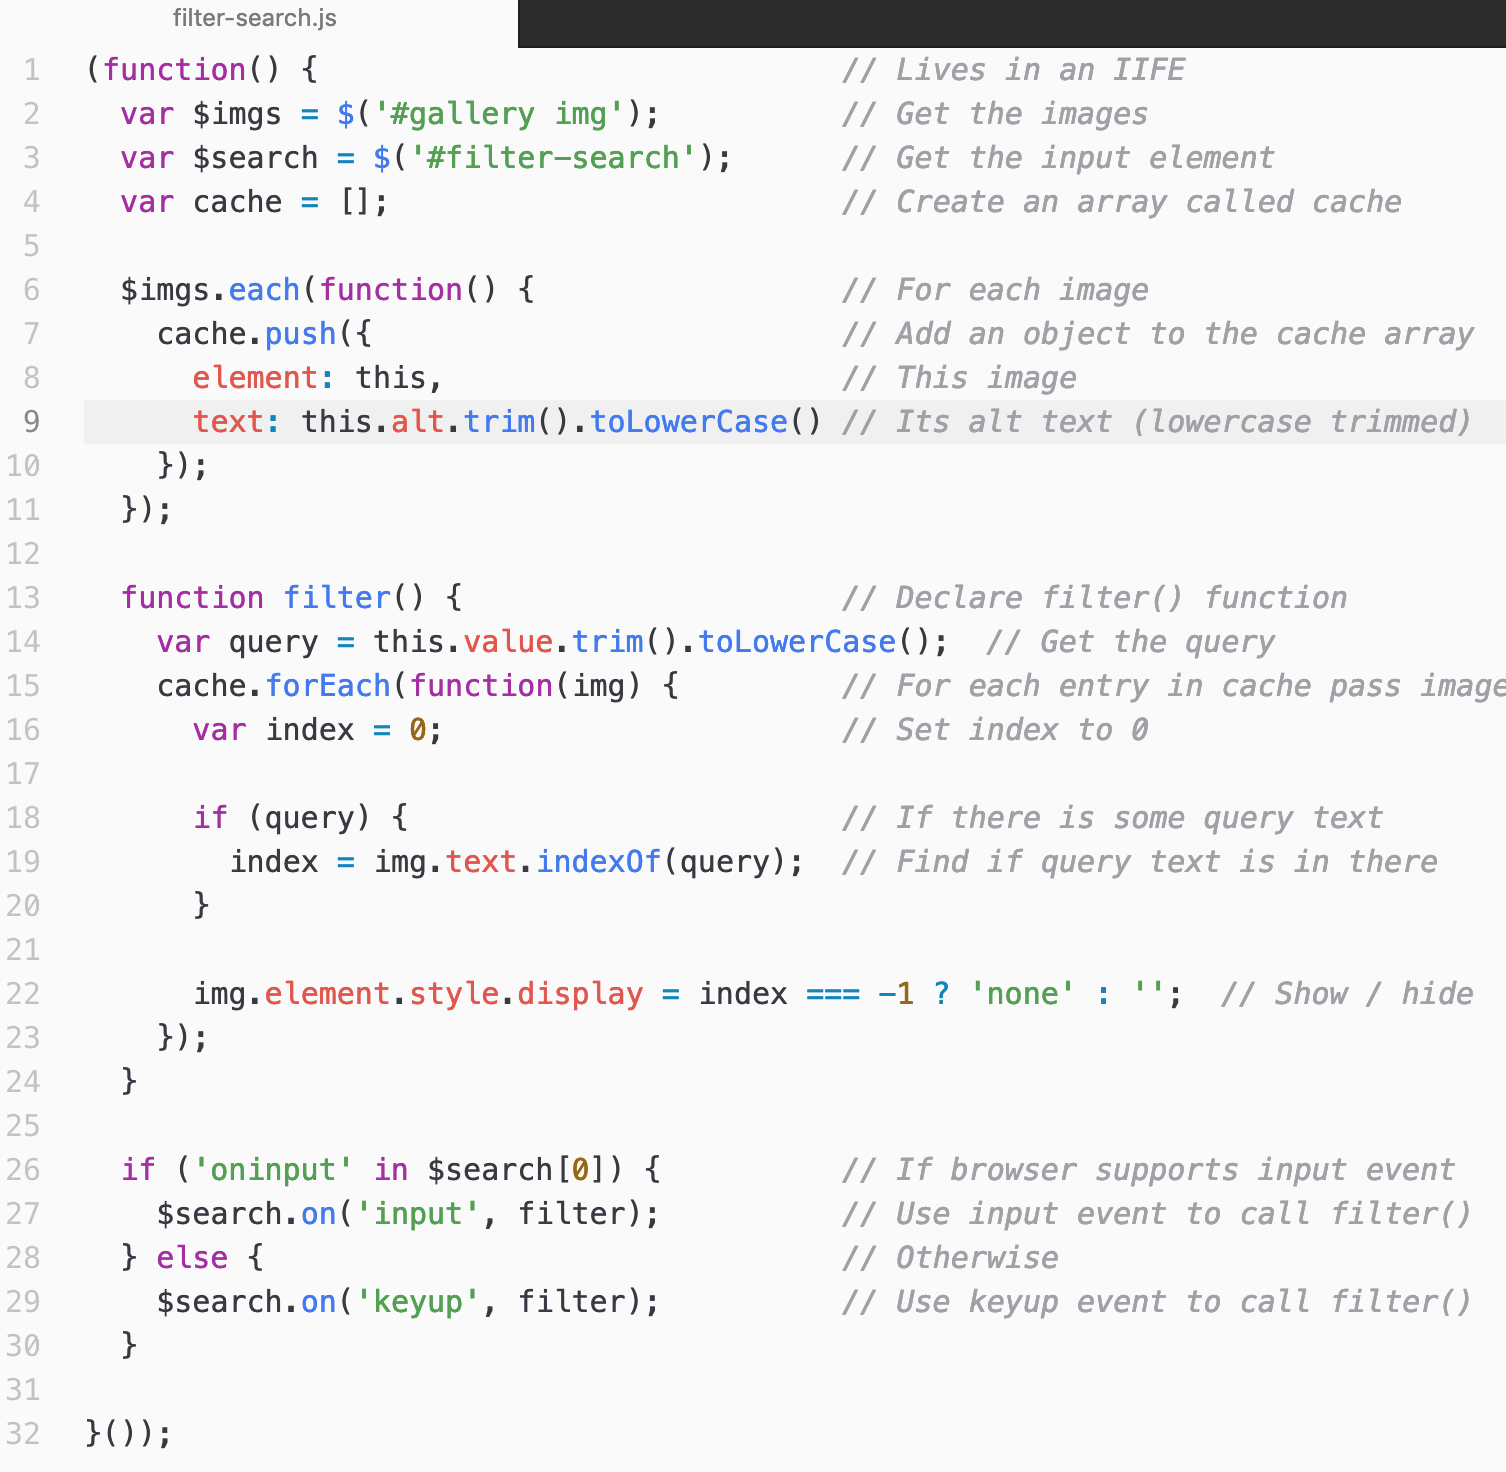 filter-search.js
1 (function() { // Lives in an IIFE
2 var $imgs = $('#gallery img'); // Get the images
3 var $search = $('#filter-search'); // Get the input element
4 var cache = []; // Create an array called cache
5
6 $imgs.each(function() { // For each image
7 cache.push({ // Add an object to the cache array
8 element: this, // This image
9 text: this.alt.trim().toLowerCase() // Its alt text (lowercase trimmed)
10 });
11 });
12
13 function filter() { // Declare filter() function
14 var query = this.value.trim().toLowerCase(); // Get the query
15 cache.forEach(function(img) { // For each entry in cache pass image
16 var index = 0; // Set index to 0
17
18 if (query) { // If there is some query text
19 index = img.text.indexOf(query); // Find if query text is in there
20 }
21
22 img.element.style.display = index === -1 ? 'none' : ''; // Show / hide
23 });
24 }
25
26 if ('oninput' in $search[0]) { // If browser supports input event
27 $search.on('input', filter); // Use input event to call filter()
28 } else { // Otherwise
29 $search.on('keyup', filter); // Use keyup event to call filter()
30 }
31
32 }());